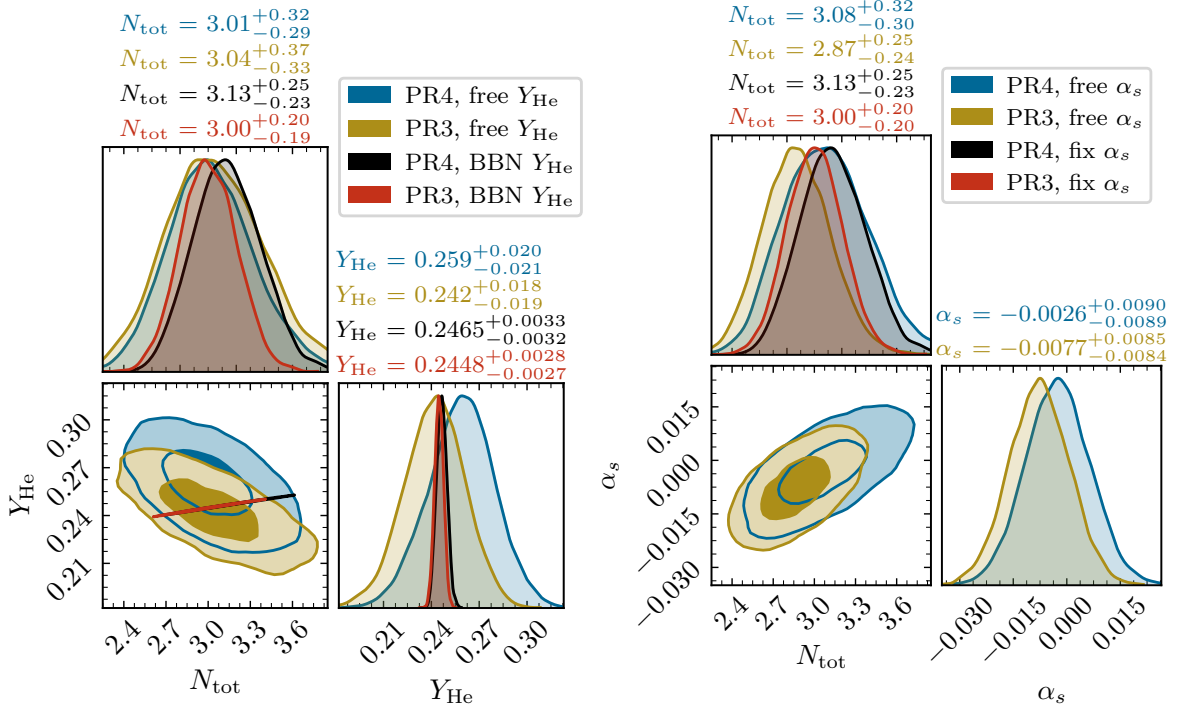 N_tot = 3.01^{+0.32}_{−0.29}
N_tot = 3.04^{+0.37}_{−0.33}
N_tot = 3.13^{+0.25}_{−0.23}
N_tot = 3.00^{+0.20}_{−0.19}
PR4, free Y_He
PR3, free Y_He
PR4, BBN Y_He
PR3, BBN Y_He
Y_He = 0.259^{+0.020}_{−0.021}
Y_He = 0.242^{+0.018}_{−0.019}
Y_He = 0.2465^{+0.0033}_{−0.0032}
Y_He = 0.2448^{+0.0028}_{−0.0027}
Y_He
0.30
0.27
0.24
0.21
2.4 2.7 3.0 3.3 3.6
N_tot
0.21 0.24 0.27 0.30
Y_He
N_tot = 3.08^{+0.32}_{−0.30}
N_tot = 2.87^{+0.25}_{−0.24}
N_tot = 3.13^{+0.25}_{−0.23}
N_tot = 3.00^{+0.20}_{−0.20}
PR4, free α_s
PR3, free α_s
PR4, fix α_s
PR3, fix α_s
α_s = −0.0026^{+0.0090}_{−0.0089}
α_s = −0.0077^{+0.0085}_{−0.0084}
α_s
0.015
0.000
−0.015
−0.030
2.4 2.7 3.0 3.3 3.6
N_tot
−0.030 −0.015 0.000 0.015
α_s